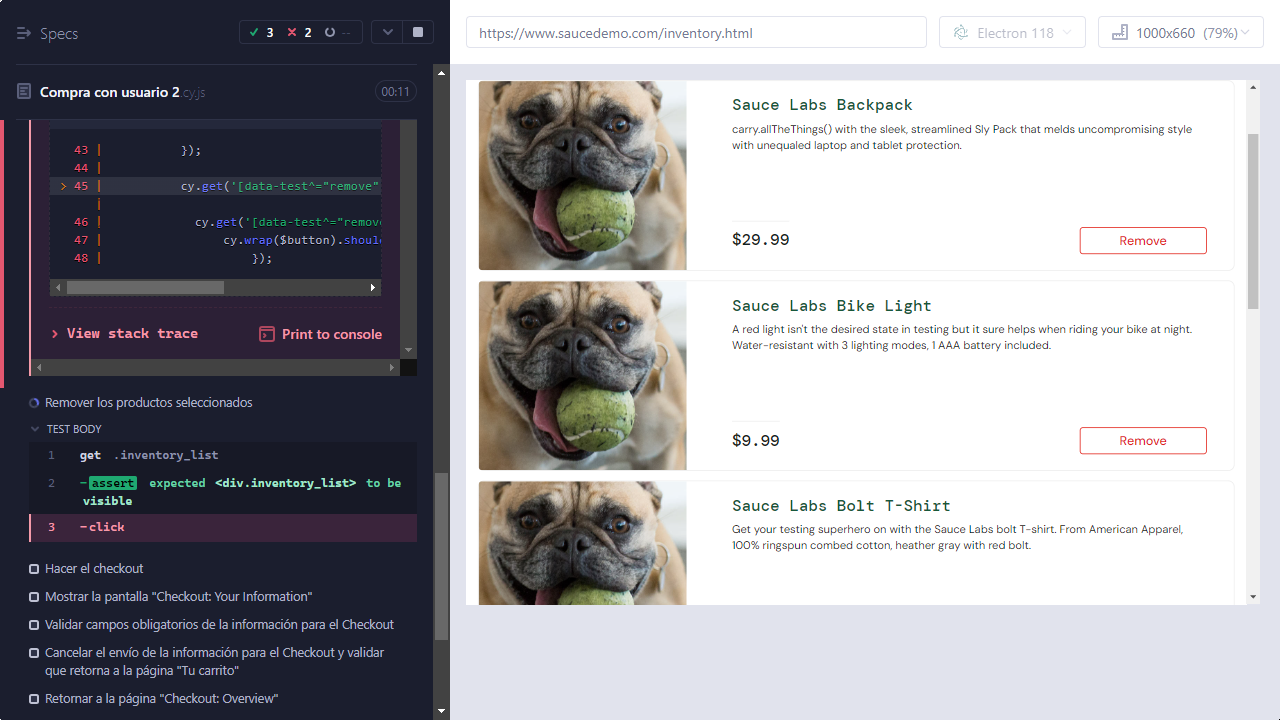 Specs
3
2
--
https://www.saucedemo.com/inventory.html
Electron 118
1000x660 (79%)
Compra con usuario 2.cy.js
00:11
43 | });
44 |
> 45 | cy.get('[data-test^="remove"
|
46 | cy.get('[data-test^="remove
47 | cy.wrap($button).should
48 | });
View stack trace
Print to console
Remover los productos seleccionados
TEST BODY
1 get .inventory_list
2 -assert expected <div.inventory_list> to be
visible
3 -click
Hacer el checkout
Mostrar la pantalla "Checkout: Your Information"
Validar campos obligatorios de la información para el Checkout
Cancelar el envío de la información para el Checkout y validar
que retorna a la página "Tu carrito"
Retornar a la página "Checkout: Overview"
Sauce Labs Backpack
carry.allTheThings() with the sleek, streamlined Sly Pack that melds uncompromising style
with unequaled laptop and tablet protection.
$29.99
Remove
Sauce Labs Bike Light
A red light isn't the desired state in testing but it sure helps when riding your bike at night.
Water-resistant with 3 lighting modes, 1 AAA battery included.
$9.99
Remove
Sauce Labs Bolt T-Shirt
Get your testing superhero on with the Sauce Labs bolt T-shirt. From American Apparel,
100% ringspun combed cotton, heather gray with red bolt.